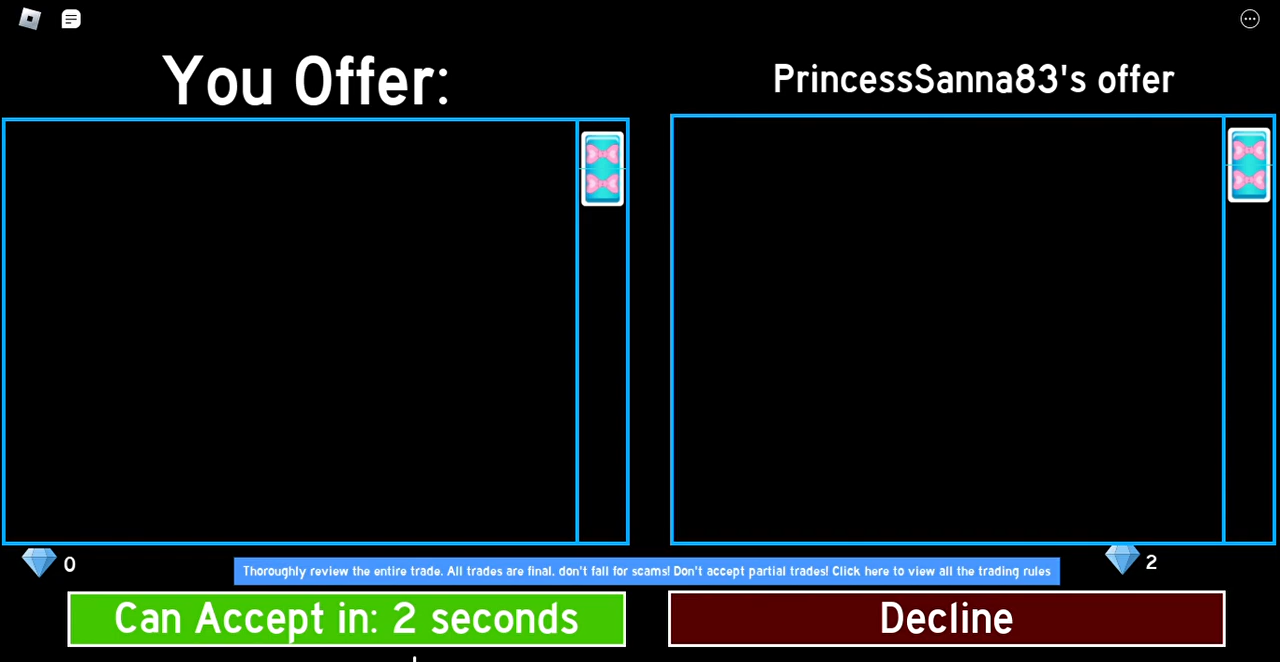 You Offer:
PrincessSanna83's offer
0
2
Thoroughly review the entire trade. All trades are final, don't fall for scams! Don't accept partial trades! Click here to view all the trading rules
Can Accept in: 2 seconds
Decline